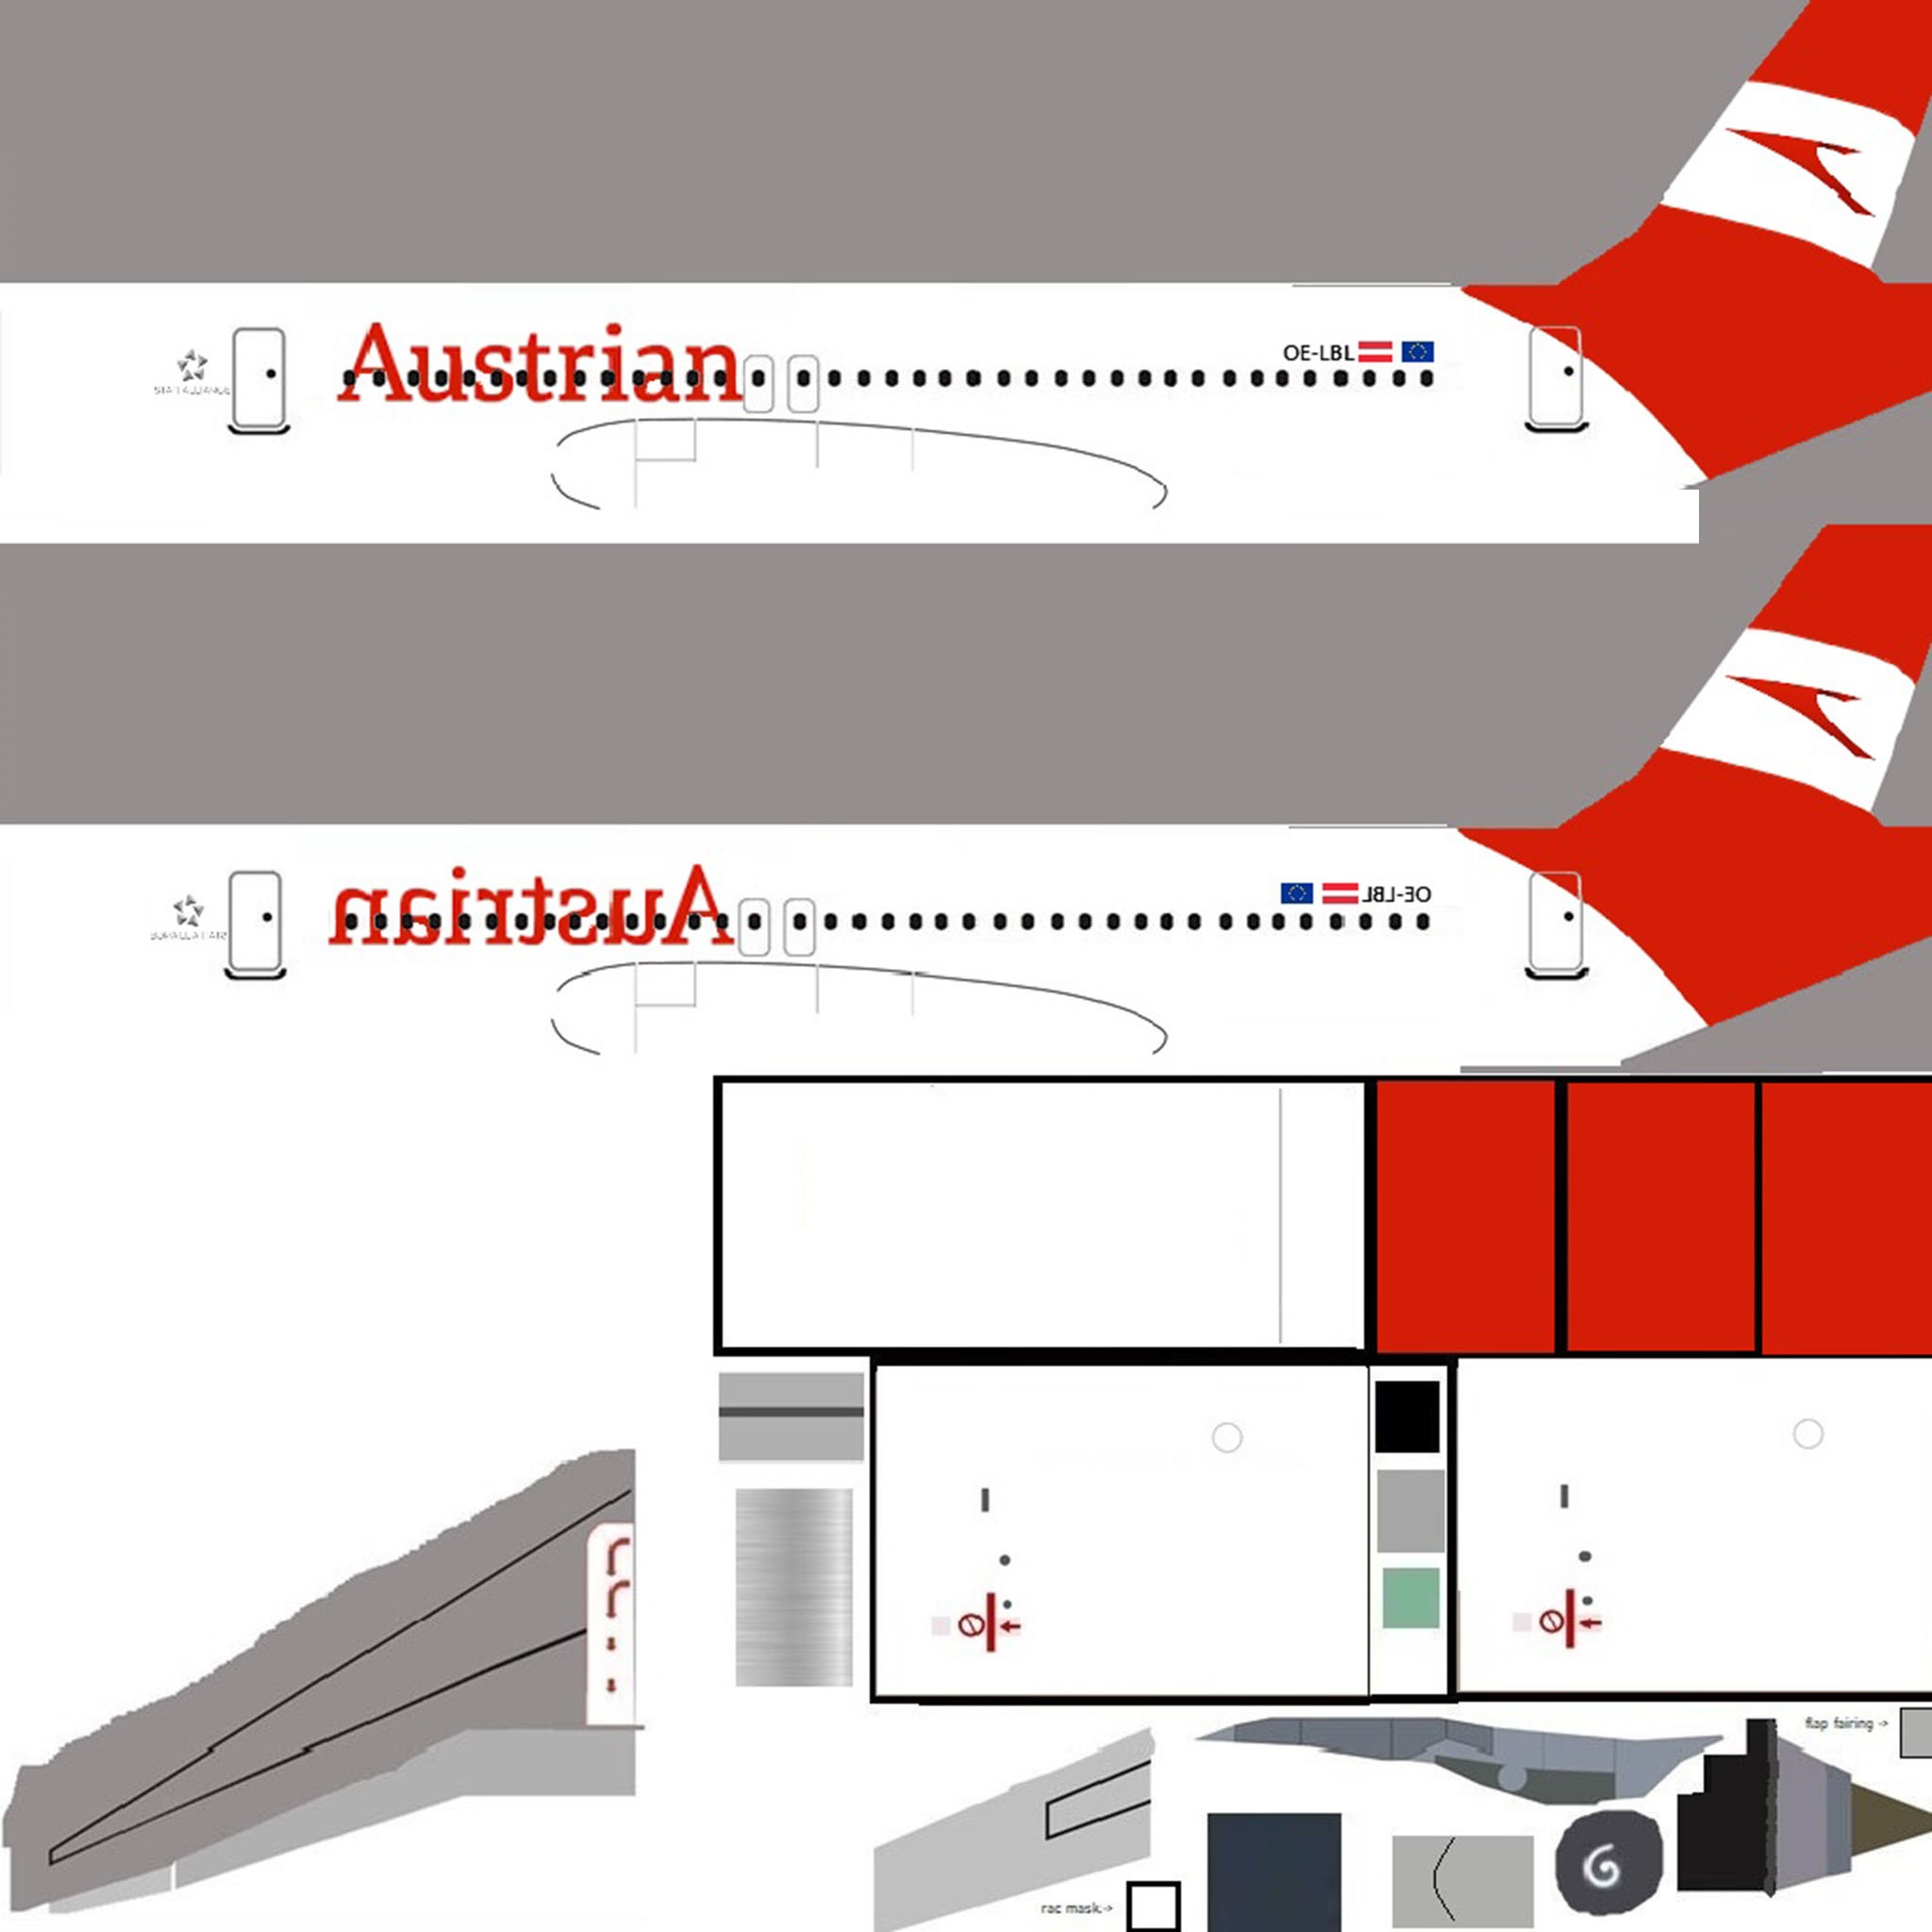 Austrian
OE-LBL
Austrian
OE-LBL
flap fairing ->
rac mask->